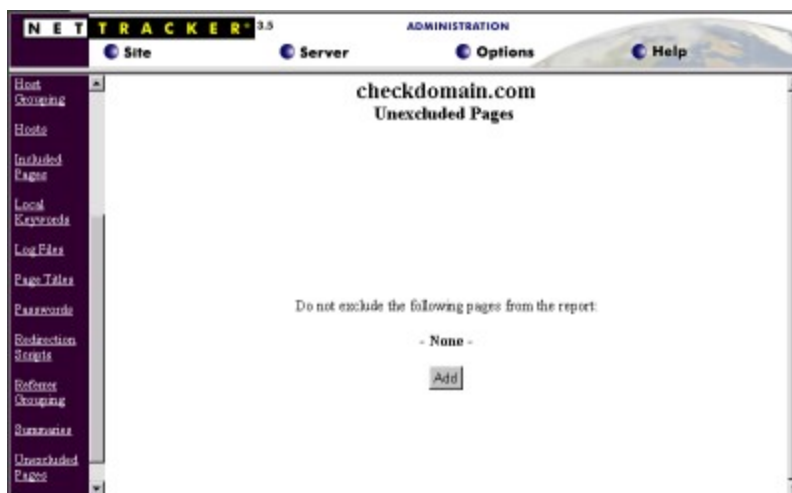 NET TRACKER® 3.5
ADMINISTRATION
Site Server Options Help
Host
Grouping
Hosts
Included
Pages
Local
Keywords
Log Files
Page Titles
Passwords
Redirection
Scripts
Referrer
Grouping
Summaries
Unexcluded
Pages
checkdomain.com
Unexcluded Pages
Do not exclude the following pages from the report:
- None -
Add